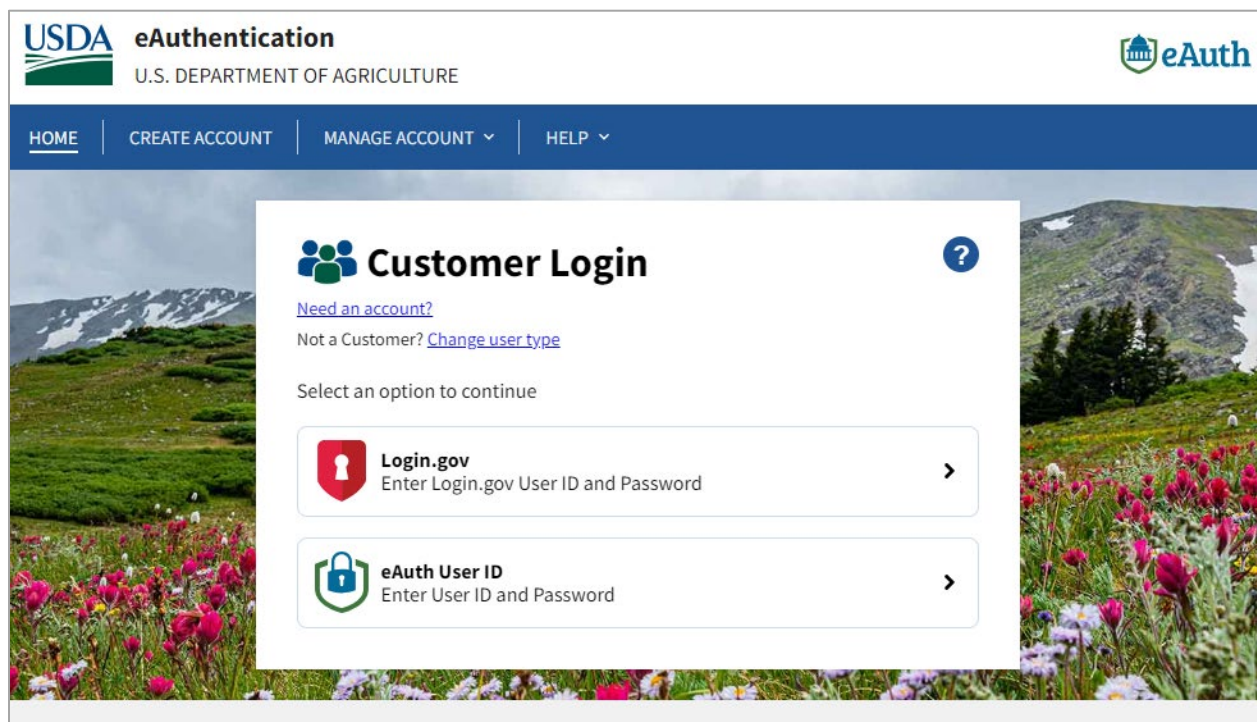 USDA
eAuthentication
U.S. DEPARTMENT OF AGRICULTURE
eAuth
HOME
CREATE ACCOUNT
MANAGE ACCOUNT
HELP
?
Customer Login
Need an account?
Not a Customer? Change user type
Select an option to continue
Login.gov
Enter Login.gov User ID and Password
eAuth User ID
Enter User ID and Password